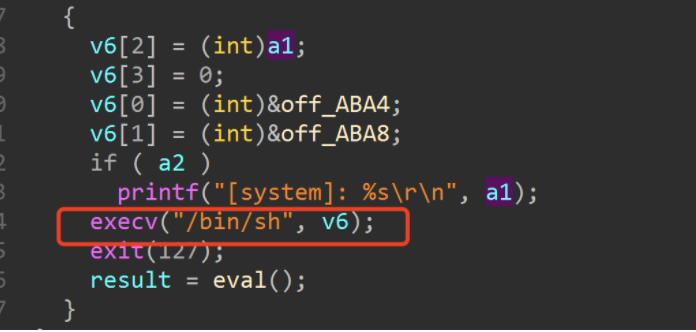 {
v6[2] = (int)a1;
v6[3] = 0;
v6[0] = (int)&off_ABA4;
v6[1] = (int)&off_ABA8;
if ( a2 )
printf("[system]: %s\r\n", a1);
execv("/bin/sh", v6);
exit(127);
result = eval();
}